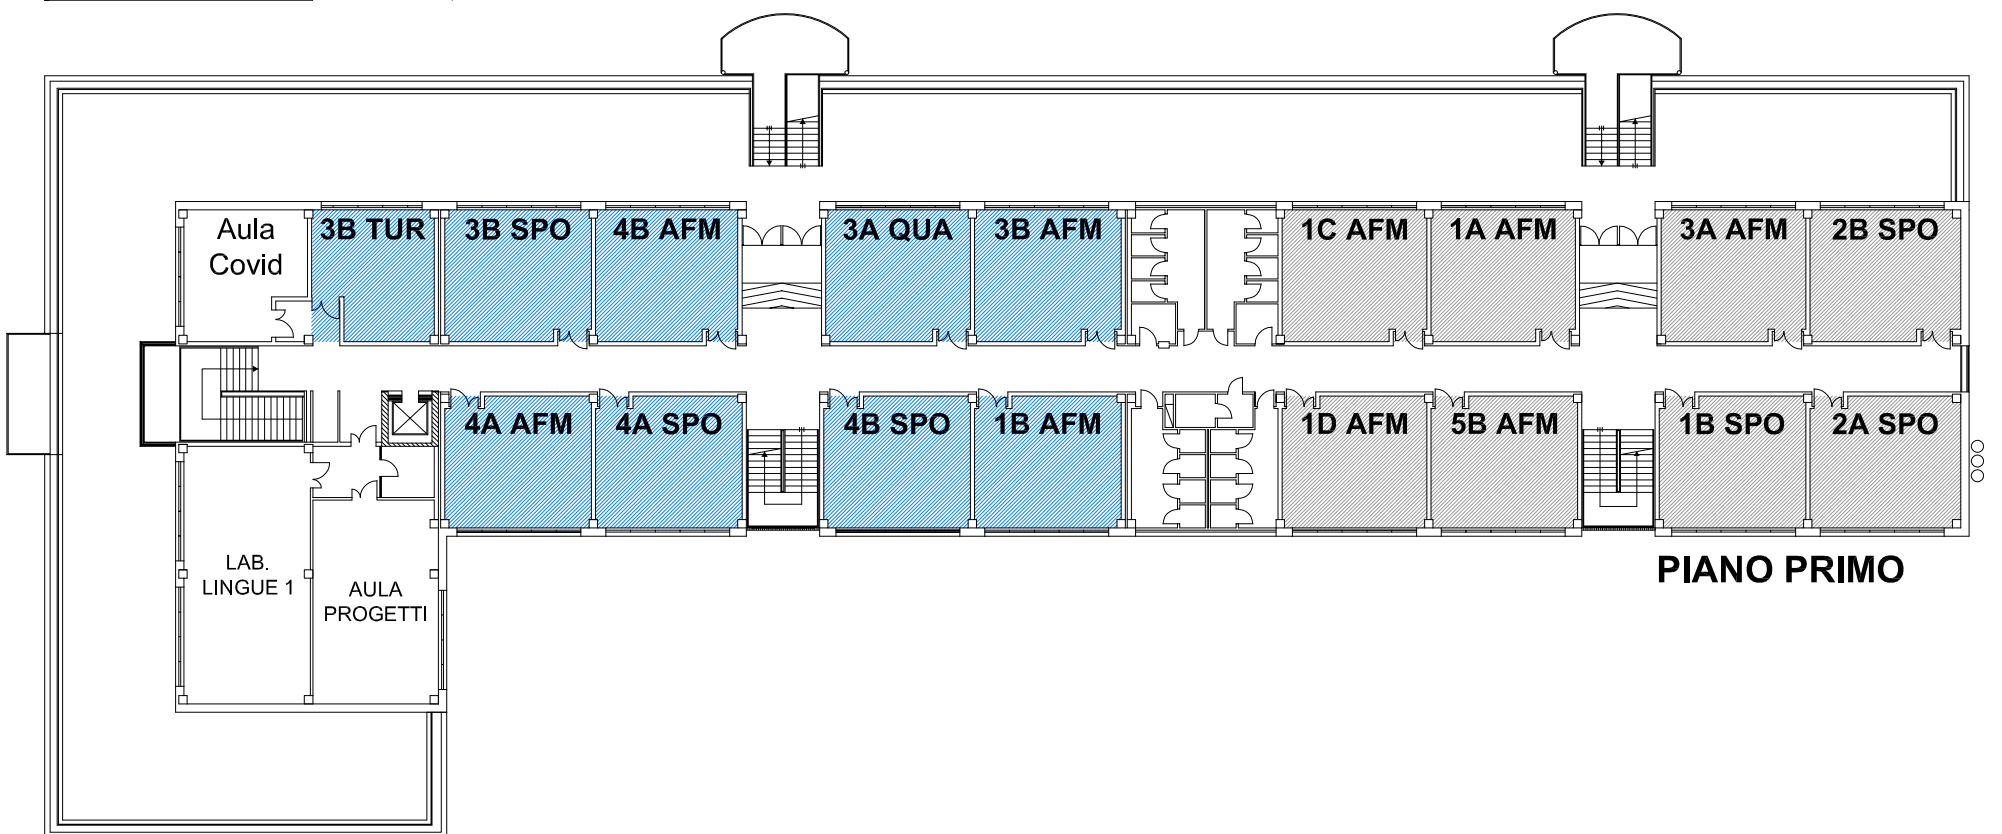 Aula
Covid
3B TUR
3B SPO
4B AFM
3A QUA
3B AFM
1C AFM
1A AFM
3A AFM
2B SPO
4A AFM
4A SPO
4B SPO
1B AFM
1D AFM
5B AFM
1B SPO
2A SPO
LAB.
LINGUE 1
AULA
PROGETTI
PIANO PRIMO